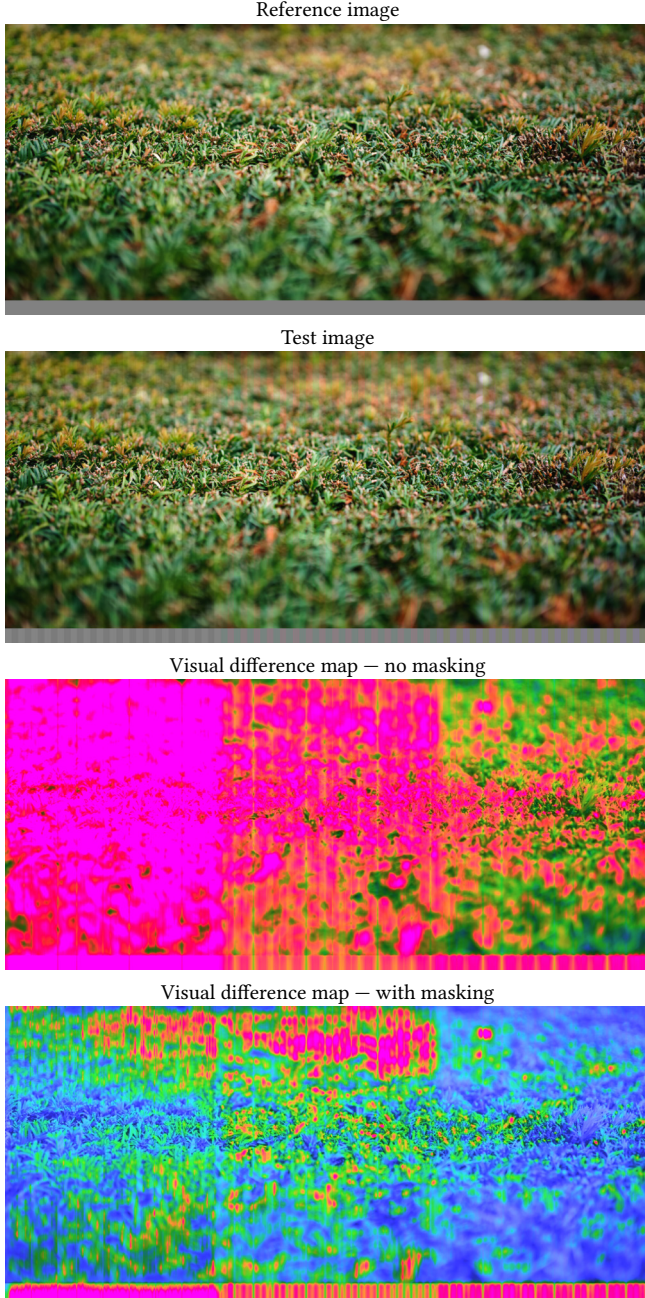 Reference image
Test image
Visual difference map — no masking
Visual difference map — with masking